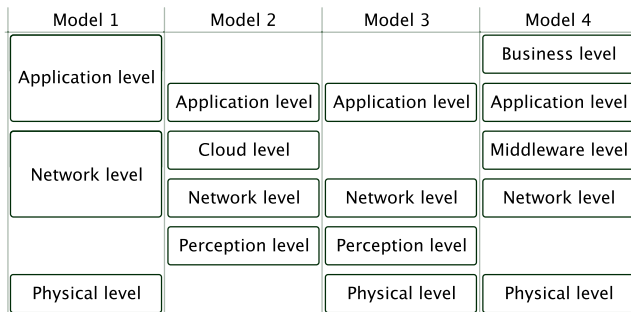 Model 1 Model 2 Model 3 Model 4
Business level
Application level
Application level Application level Application level
Cloud level Middleware level
Network level
Network level Network level Network level
Perception level Perception level
Physical level Physical level Physical level